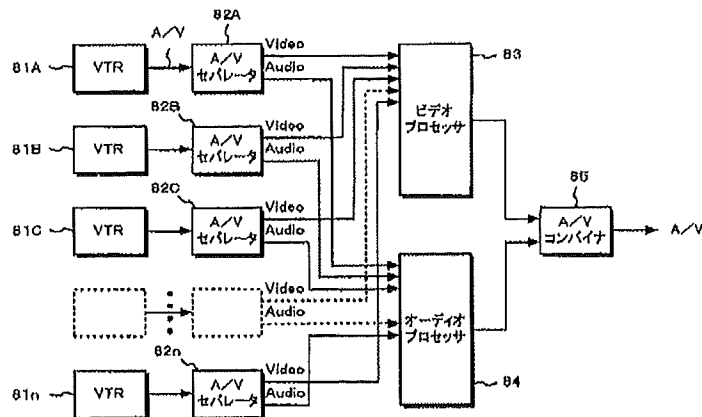 82A
A/V
Video
83
81A
VTR
A/V
セパレータ
Audio
82B
ビデオ
プロセッサ
Video
81B
VTR
A/V
セパレータ
Audio
82C
85
Video
81C
VTR
A/V
セパレータ
Audio
A/V
コンバイナ
A/V
Video
Audio
オーディオ
プロセッサ
82n
Video
81n
VTR
A/V
セパレータ
Audio
84